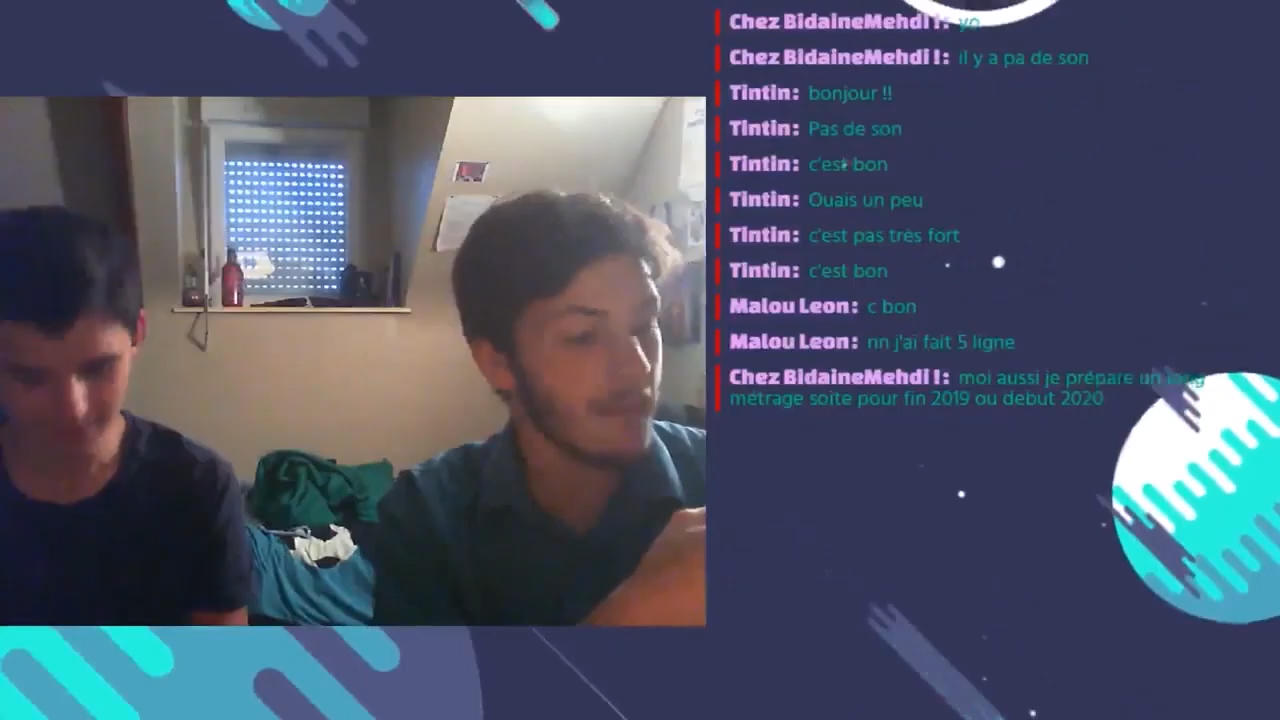 Chez BidaineMehdi !: yo
Chez BidaineMehdi !: il y a pa de son
Tintin: bonjour !!
Tintin: Pas de son
Tintin: c'est bon
Tintin: Ouais un peu
Tintin: c'est pas très fort
Tintin: c'est bon
Malou Leon: c bon
Malou Leon: nn j'ai fait 5 ligne
Chez BidaineMehdi !: moi aussi je prépare un long
métrage soite pour fin 2019 ou debut 2020